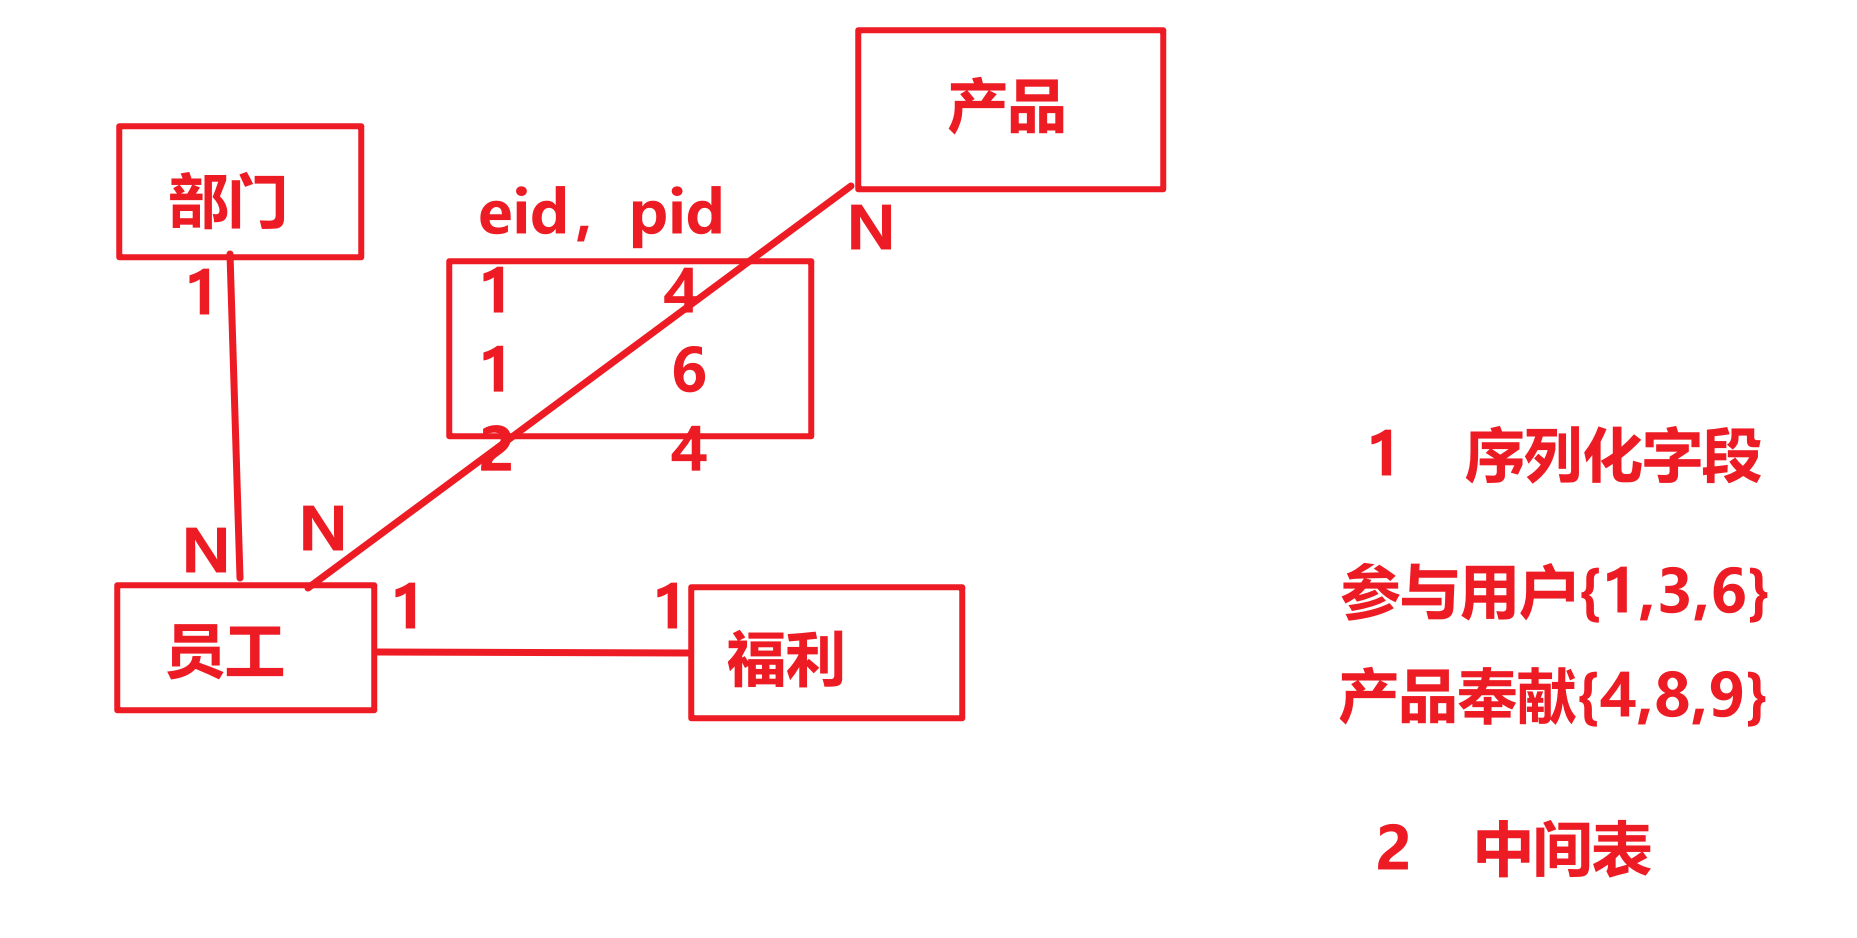 产品
部门
eid，pid
N
1
1 4
1 6
2 4
N
N
1 1
员工
福利
1 序列化字段
参与用户{1,3,6}
产品奉献{4,8,9}
2 中间表